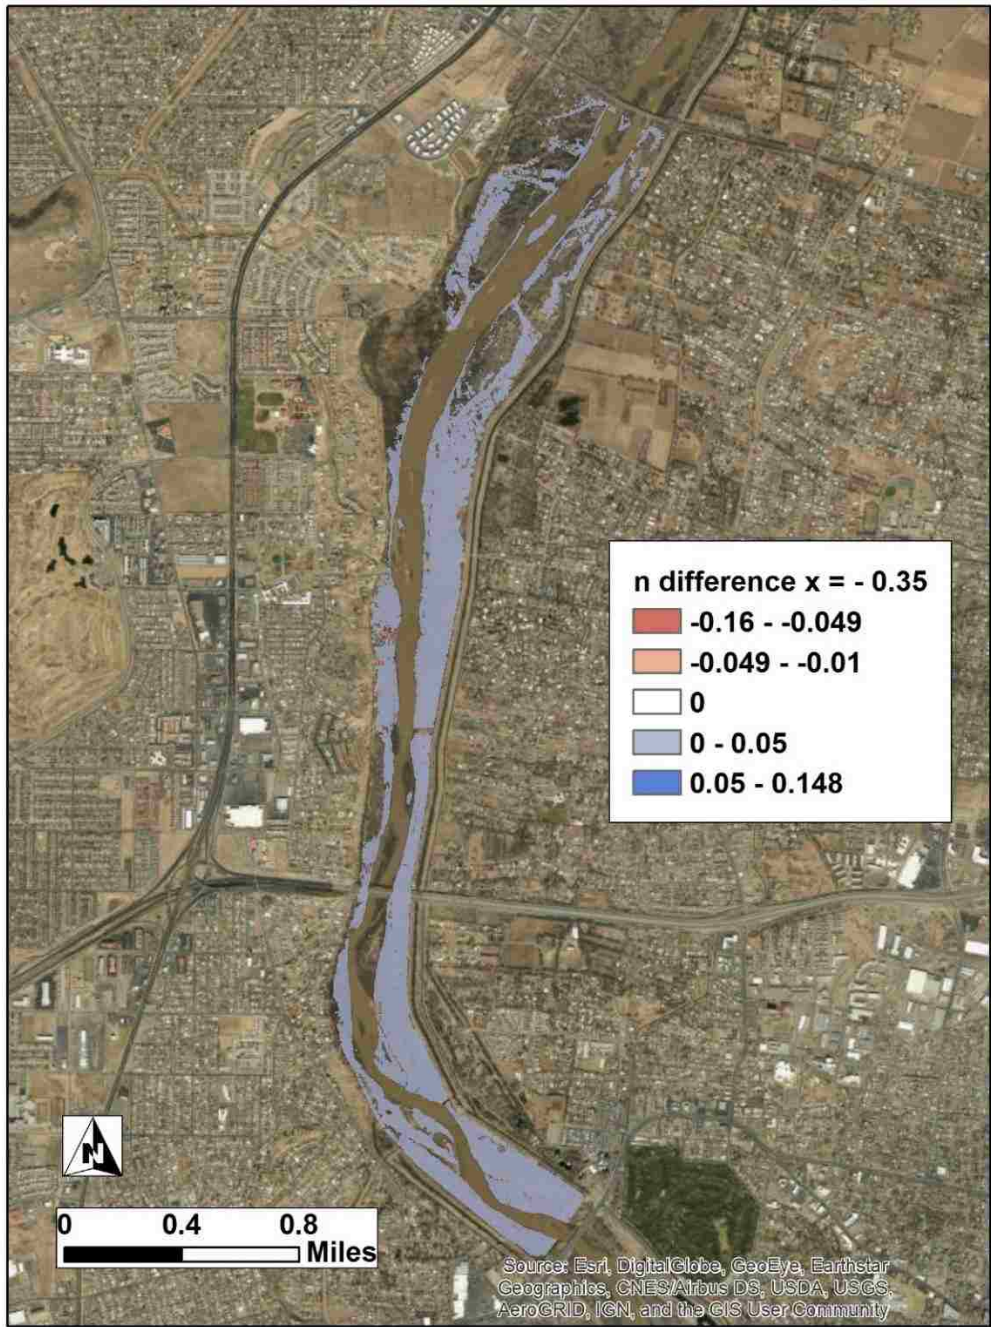 n difference x = - 0.35
-0.16 - -0.049
-0.049 - -0.01
0
0 - 0.05
0.05 - 0.148
N
0 0.4 0.8
Miles
Source: Esri, DigitalGlobe, GeoEye, Earthstar
Geographics, CNES/Airbus DS, USDA, USGS,
AeroGRID, IGN, and the GIS User Community